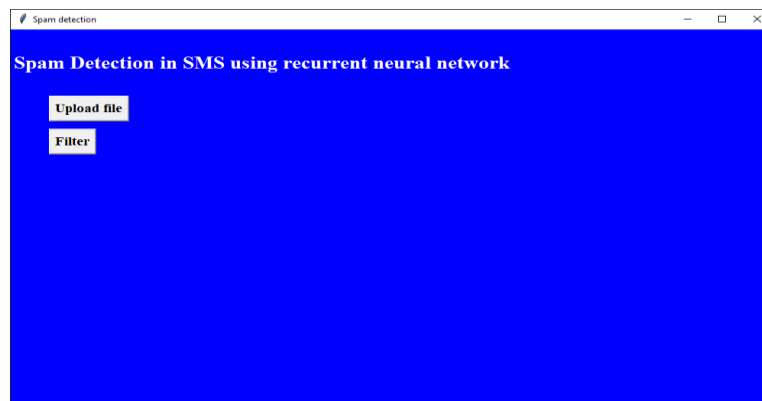 Spam detection
Spam Detection in SMS using recurrent neural network
Upload file
Filter